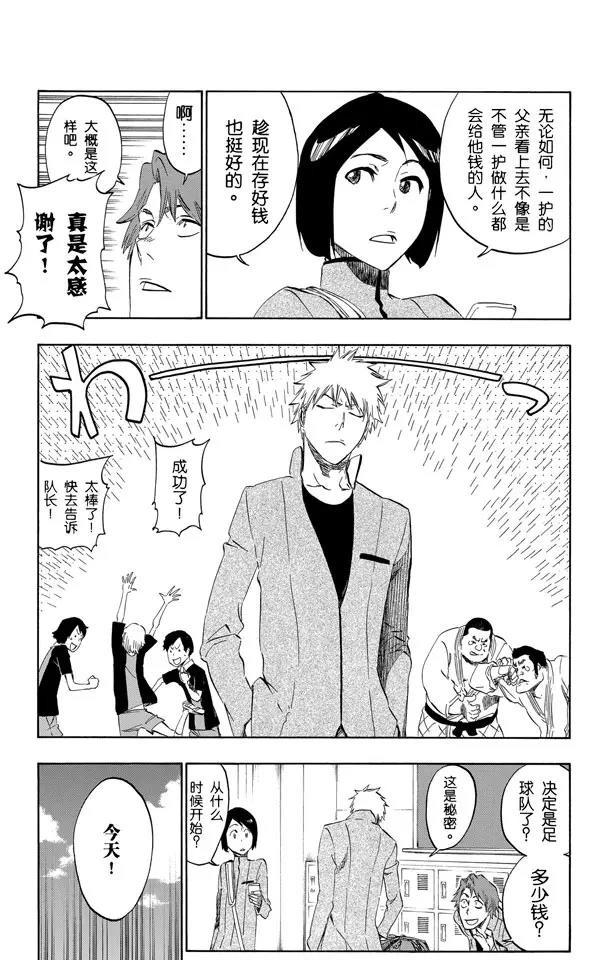 无论如何，一护的
父亲看上去不像是
不管一护做什么都
会给他钱的人。
趁现在存好钱
也挺好的。
啊……
大概是这
样吧。
真是太感
谢了！
わー
成功了！
太棒了！
快去告诉
队长！
决定是足
球队了？
多少钱？
这是秘密。
从什么
时候开始？
今天！